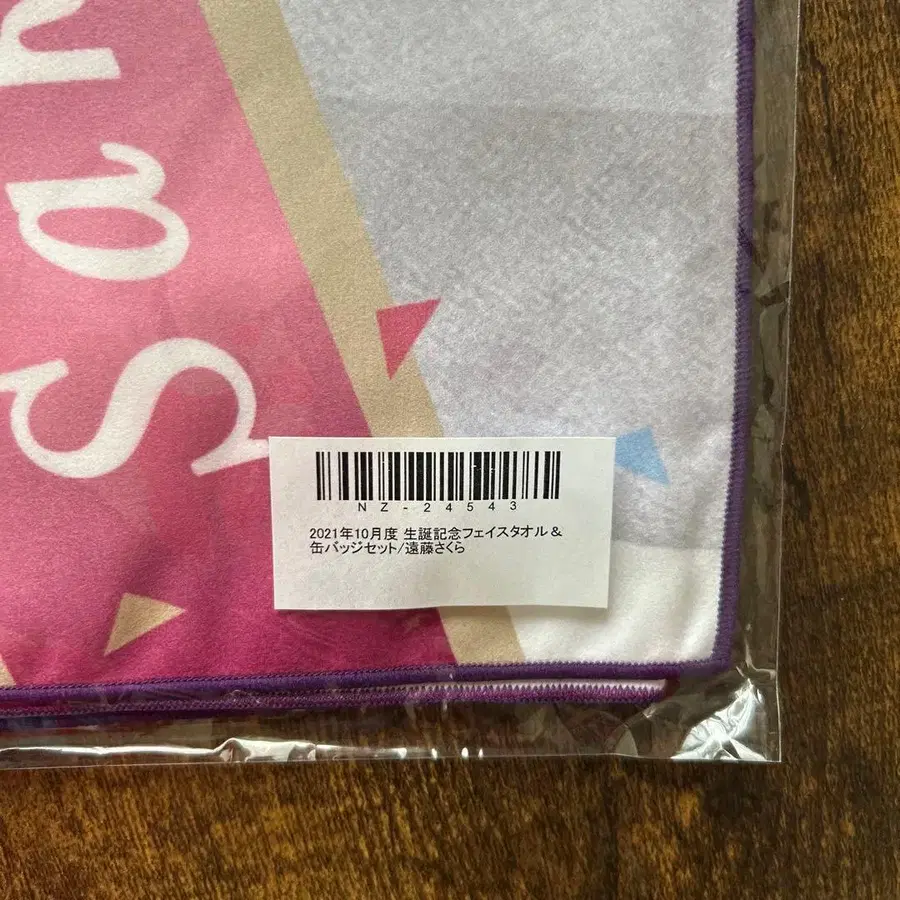 Sa
NZ-24543
2021年10月度 生誕記念フェイスタオル&
缶バッジセット/遠藤さくら